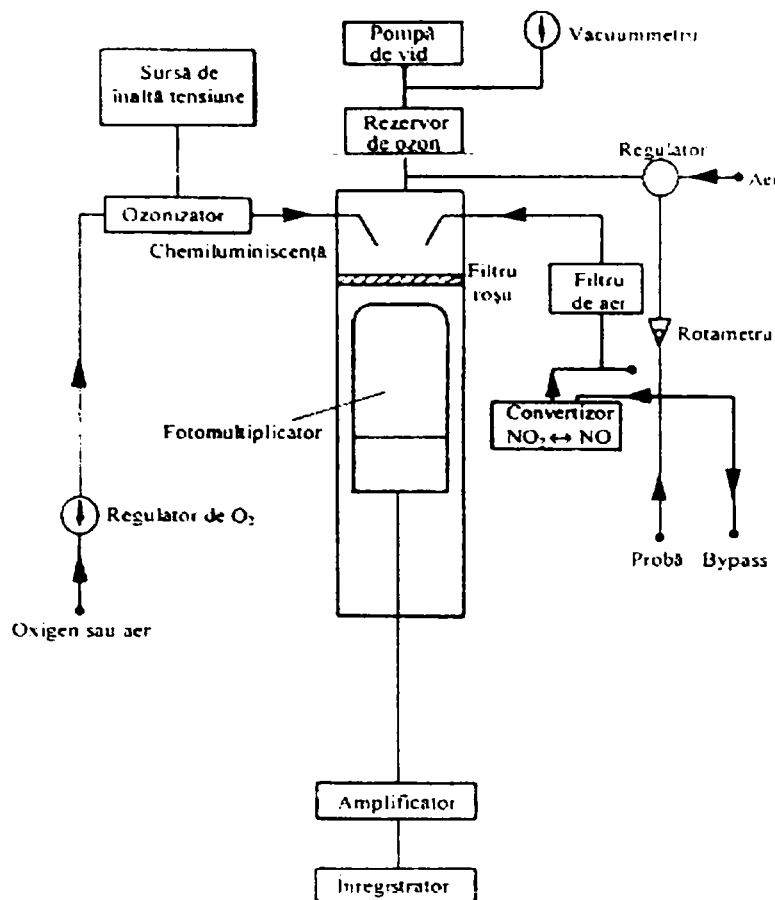 Pompă
de vid
Vacuummetru
Sursă de
înaltă tensiune
Rezervor
de ozon
Regulator
Aer
Ozonizator
Chemiluminiscență
Filtru
roșu
Filtru
de aer
Rotametru
Convertizor
NO₂ ↔ NO
Fotomultiplicator
Regulator de O₂
Probă
Bypass
Oxigen sau aer
Amplificator
Înregistrator